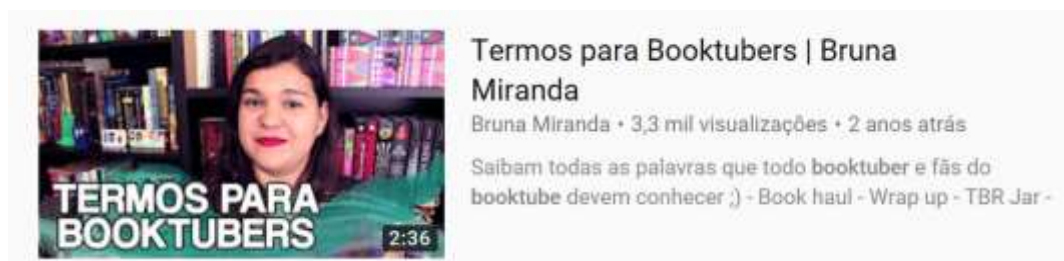 TERMOS PARA
BOOKTUBERS
2:36
Termos para Booktubers | Bruna
Miranda
Bruna Miranda • 3,3 mil visualizações • 2 anos atrás
Saibam todas as palavras que todo booktuber e fãs do
booktube devem conhecer ;) - Book haul - Wrap up - TBR Jar -